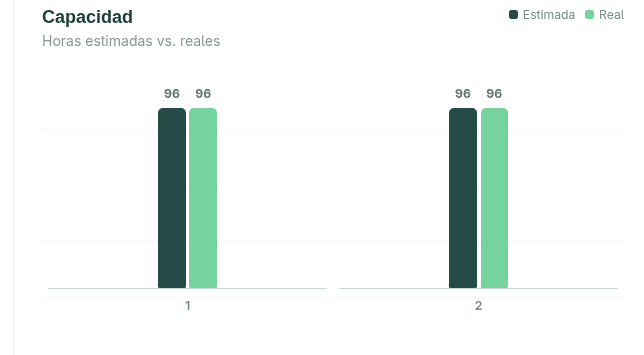 Capacidad
Estimada Real
Horas estimadas vs. reales
96 96 96 96
1 2